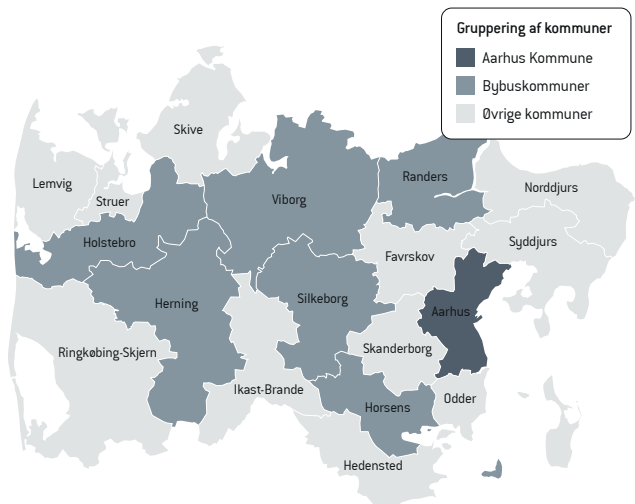 Gruppering af kommuner
Aarhus Kommune
Bybuskommuner
Øvrige kommuner
Skive
Lemvig
Struer
Viborg
Randers
Norddjurs
Holstebro
Favrskov
Syddjurs
Herning
Silkeborg
Aarhus
Ringkøbing-Skjern
Skanderborg
Ikast-Brande
Odder
Horsens
Hedensted